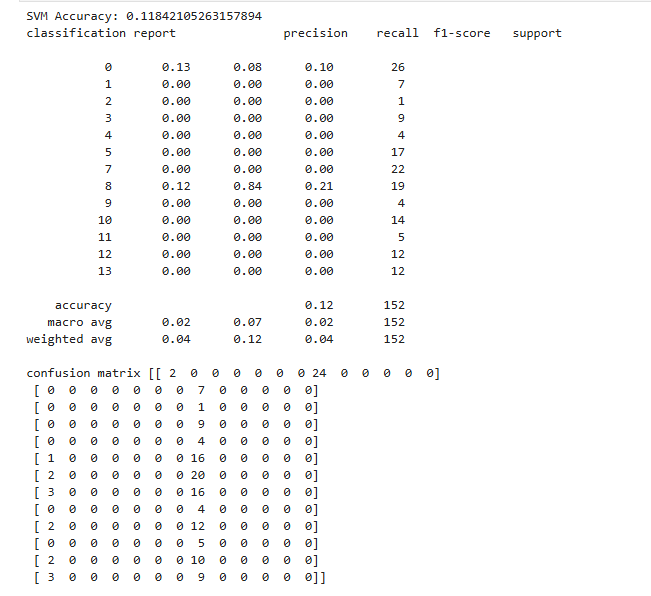 SVM Accuracy: 0.11842105263157894
classification report               precision    recall  f1-score   support

           0       0.13      0.08      0.10        26
           1       0.00      0.00      0.00         7
           2       0.00      0.00      0.00         1
           3       0.00      0.00      0.00         9
           4       0.00      0.00      0.00         4
           5       0.00      0.00      0.00        17
           7       0.00      0.00      0.00        22
           8       0.12      0.84      0.21        19
           9       0.00      0.00      0.00         4
          10       0.00      0.00      0.00        14
          11       0.00      0.00      0.00         5
          12       0.00      0.00      0.00        12
          13       0.00      0.00      0.00        12

    accuracy                           0.12       152
   macro avg       0.02      0.07      0.02       152
weighted avg       0.04      0.12      0.04       152

confusion matrix [[ 2  0  0  0  0  0  0 24  0  0  0  0  0]
 [ 0  0  0  0  0  0  0  7  0  0  0  0  0]
 [ 0  0  0  0  0  0  0  1  0  0  0  0  0]
 [ 0  0  0  0  0  0  0  9  0  0  0  0  0]
 [ 0  0  0  0  0  0  0  4  0  0  0  0  0]
 [ 1  0  0  0  0  0  0 16  0  0  0  0  0]
 [ 2  0  0  0  0  0  0 20  0  0  0  0  0]
 [ 3  0  0  0  0  0  0 16  0  0  0  0  0]
 [ 0  0  0  0  0  0  0  4  0  0  0  0  0]
 [ 2  0  0  0  0  0  0 12  0  0  0  0  0]
 [ 0  0  0  0  0  0  0  5  0  0  0  0  0]
 [ 2  0  0  0  0  0  0 10  0  0  0  0  0]
 [ 3  0  0  0  0  0  0  9  0  0  0  0  0]]